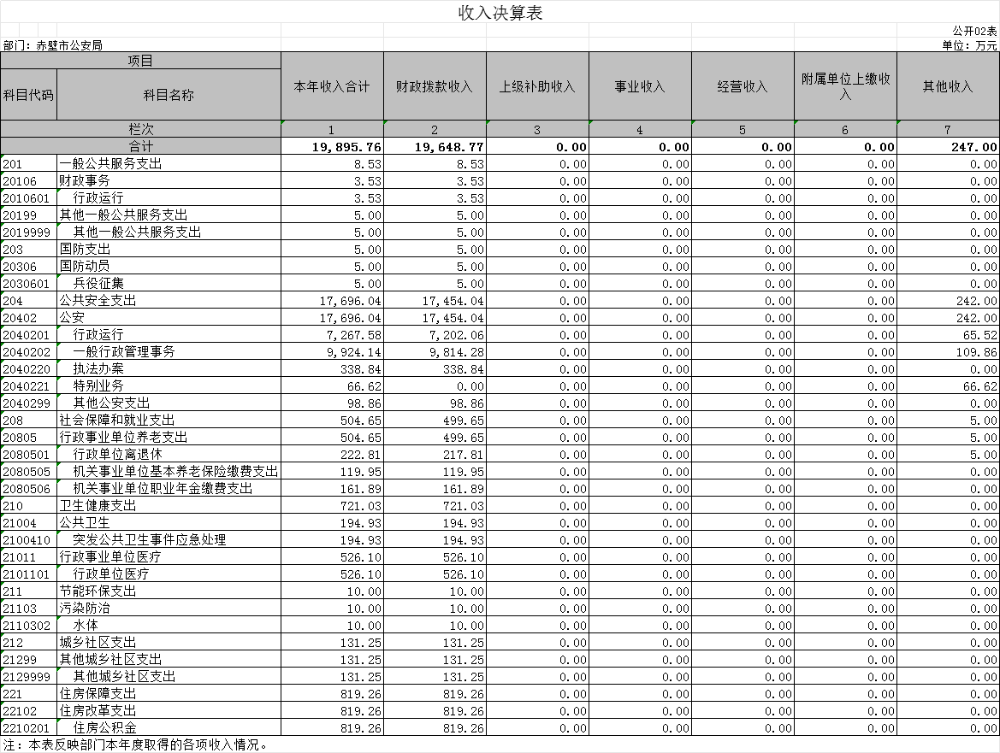 收入决算表
公开02表
部门：赤壁市公安局 单位：万元
项目 本年收入合计 财政拨款收入 上级补助收入 事业收入 经营收入 附属单位上缴收入 其他收入
科目代码 科目名称
栏次 1 2 3 4 5 6 7
合计 19,895.76 19,648.77 0.00 0.00 0.00 0.00 247.00
201 一般公共服务支出 8.53 8.53 0.00 0.00 0.00 0.00 0.00
20106 财政事务 3.53 3.53 0.00 0.00 0.00 0.00 0.00
2010601 行政运行 3.53 3.53 0.00 0.00 0.00 0.00 0.00
20199 其他一般公共服务支出 5.00 5.00 0.00 0.00 0.00 0.00 0.00
2019999 其他一般公共服务支出 5.00 5.00 0.00 0.00 0.00 0.00 0.00
203 国防支出 5.00 5.00 0.00 0.00 0.00 0.00 0.00
20306 国防动员 5.00 5.00 0.00 0.00 0.00 0.00 0.00
2030601 兵役征集 5.00 5.00 0.00 0.00 0.00 0.00 0.00
204 公共安全支出 17,696.04 17,454.04 0.00 0.00 0.00 0.00 242.00
20402 公安 17,696.04 17,454.04 0.00 0.00 0.00 0.00 242.00
2040201 行政运行 7,267.58 7,202.06 0.00 0.00 0.00 0.00 65.52
2040202 一般行政管理事务 9,924.14 9,814.28 0.00 0.00 0.00 0.00 109.86
2040220 执法办案 338.84 338.84 0.00 0.00 0.00 0.00 0.00
2040221 特别业务 66.62 0.00 0.00 0.00 0.00 0.00 66.62
2040299 其他公安支出 98.86 98.86 0.00 0.00 0.00 0.00 0.00
208 社会保障和就业支出 504.65 499.65 0.00 0.00 0.00 0.00 5.00
20805 行政事业单位养老支出 504.65 499.65 0.00 0.00 0.00 0.00 5.00
2080501 行政单位离退休 222.81 217.81 0.00 0.00 0.00 0.00 5.00
2080505 机关事业单位基本养老保险缴费支出 119.95 119.95 0.00 0.00 0.00 0.00 0.00
2080506 机关事业单位职业年金缴费支出 161.89 161.89 0.00 0.00 0.00 0.00 0.00
210 卫生健康支出 721.03 721.03 0.00 0.00 0.00 0.00 0.00
21004 公共卫生 194.93 194.93 0.00 0.00 0.00 0.00 0.00
2100410 突发公共卫生事件应急处理 194.93 194.93 0.00 0.00 0.00 0.00 0.00
21011 行政事业单位医疗 526.10 526.10 0.00 0.00 0.00 0.00 0.00
2101101 行政单位医疗 526.10 526.10 0.00 0.00 0.00 0.00 0.00
211 节能环保支出 10.00 10.00 0.00 0.00 0.00 0.00 0.00
21103 污染防治 10.00 10.00 0.00 0.00 0.00 0.00 0.00
2110302 水体 10.00 10.00 0.00 0.00 0.00 0.00 0.00
212 城乡社区支出 131.25 131.25 0.00 0.00 0.00 0.00 0.00
21299 其他城乡社区支出 131.25 131.25 0.00 0.00 0.00 0.00 0.00
2129999 其他城乡社区支出 131.25 131.25 0.00 0.00 0.00 0.00 0.00
221 住房保障支出 819.26 819.26 0.00 0.00 0.00 0.00 0.00
22102 住房改革支出 819.26 819.26 0.00 0.00 0.00 0.00 0.00
2210201 住房公积金 819.26 819.26 0.00 0.00 0.00 0.00 0.00
注：本表反映部门本年度取得的各项收入情况。